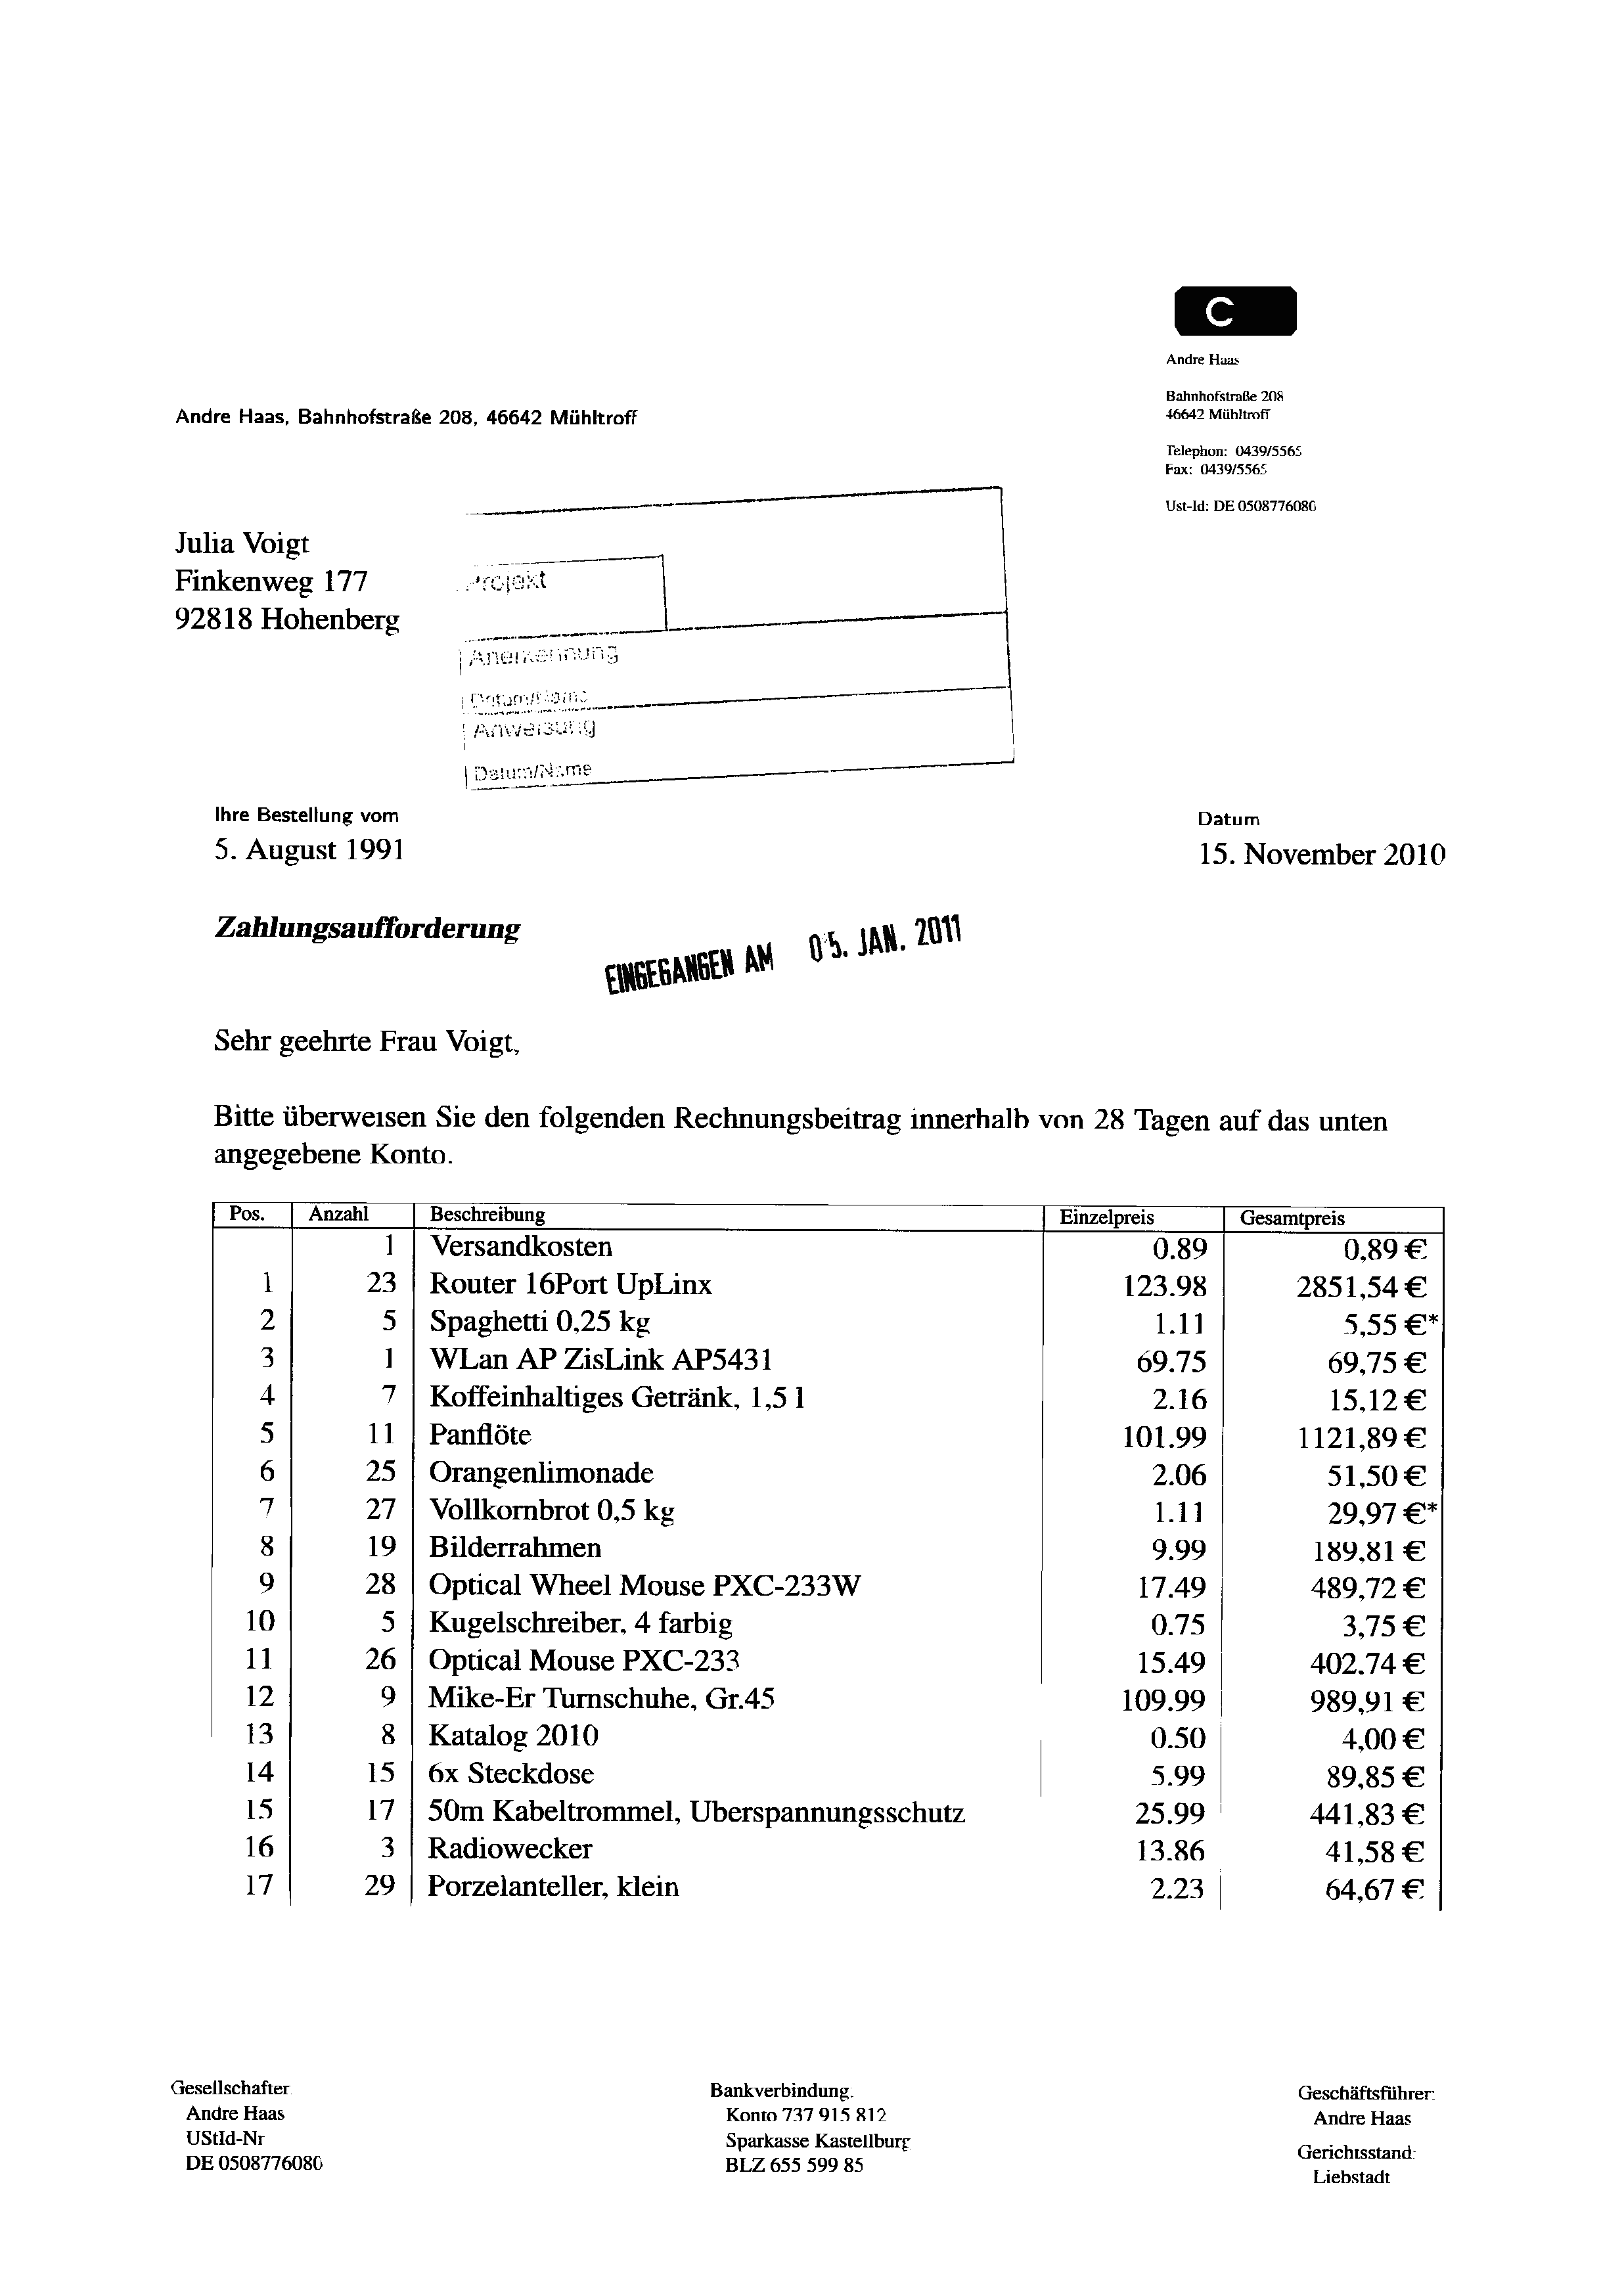 C
Andre Haas
Bahnhofstraße 208
46642 Mühltroff
Andre Haas, Bahnhofstraße 208, 46642 Mühltroff
Telephon: 0439/5565
Fax: 0439/5565
Ust-Id: DE 0508776080
Julia Voigt
Finkenweg 177
92818 Hohenberg
Projekt
Anerkennung
Datum/Name
Anweisung
Datum/Name
Ihre Bestellung vom
5. August 1991
Datum
15. November 2010
Zahlungsaufforderung
EINGEGANGEN AM 05. JAN. 2011
Sehr geehrte Frau Voigt,
Bitte überweisen Sie den folgenden Rechnungsbeitrag innerhalb von 28 Tagen auf das unten
angegebene Konto.
Pos. Anzahl Beschreibung Einzelpreis Gesamtpreis
1 Versandkosten 0.89 0,89 €
1 23 Router 16Port UpLinx 123.98 2851,54 €
2 5 Spaghetti 0,25 kg 1.11 5,55 €*
3 1 WLan AP ZisLink AP5431 69.75 69,75 €
4 7 Koffeinhaltiges Getränk, 1,5 l 2.16 15,12 €
5 11 Panflöte 101.99 1121,89 €
6 25 Orangenlimonade 2.06 51,50 €
7 27 Vollkornbrot 0,5 kg 1.11 29,97 €*
8 19 Bilderrahmen 9.99 189,81 €
9 28 Optical Wheel Mouse PXC-233W 17.49 489,72 €
10 5 Kugelschreiber, 4 farbig 0.75 3,75 €
11 26 Optical Mouse PXC-233 15.49 402,74 €
12 9 Mike-Er Turnschuhe, Gr.45 109.99 989,91 €
13 8 Katalog 2010 0.50 4,00 €
14 15 6x Steckdose 5.99 89,85 €
15 17 50m Kabeltrommel, Uberspannungsschutz 25.99 441,83 €
16 3 Radiowecker 13.86 41,58 €
17 29 Porzelanteller, klein 2.23 64,67 €
Gesellschafter
Andre Haas
UStId-Nr
DE 0508776080
Bankverbindung:
Konto 737 915 812
Sparkasse Kastellburg
BLZ 655 599 85
Geschäftsführer:
Andre Haas
Gerichtsstand:
Liebstadt